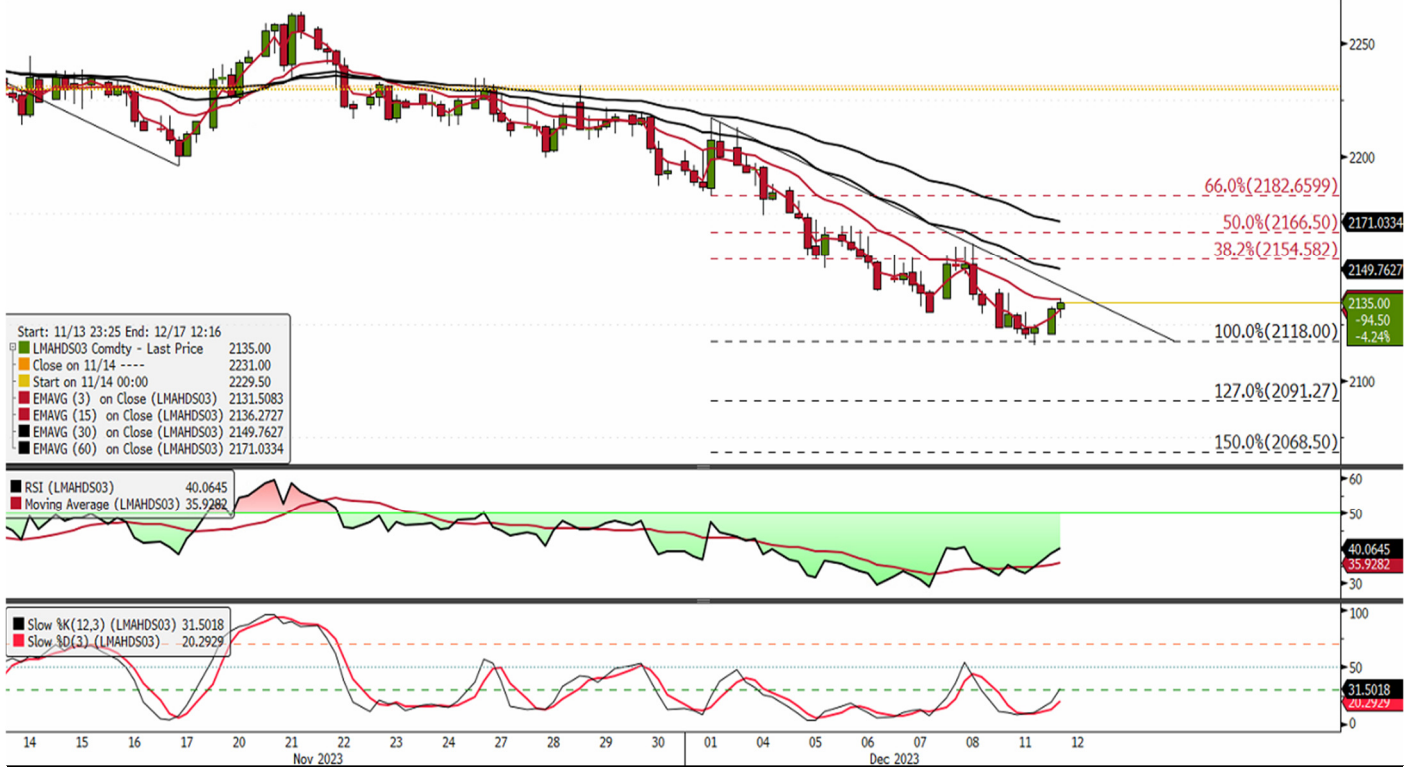 2250
2200
66.0%(2182.6599)
50.0%(2166.50)
2171.0334
38.2%(2154.582)
2149.7627
2135.00
-94.50
-4.24%
100.0%(2118.00)
2100
127.0%(2091.27)
150.0%(2068.50)
Start: 11/13 23:25 End: 12/17 12:16
LMAHDS03 Comdty - Last Price 2135.00
Close on 11/14 ---- 2231.00
Start on 11/14 00:00 2229.50
EMAVG (3) on Close (LMAHDS03) 2131.5083
EMAVG (15) on Close (LMAHDS03) 2136.2727
EMAVG (30) on Close (LMAHDS03) 2149.7627
EMAVG (60) on Close (LMAHDS03) 2171.0334
RSI (LMAHDS03) 40.0645
Moving Average (LMAHDS03) 35.9282
60
50
40.0645
35.9282
30
Slow %K(12,3) (LMAHDS03) 31.5018
Slow %D(3) (LMAHDS03) 20.2929
100
50
31.5018
20.2929
0
14 15 16 17 20 21 22 23 24 27 28 29 30 01 04 05 06 07 08 11 12
Nov 2023 Dec 2023